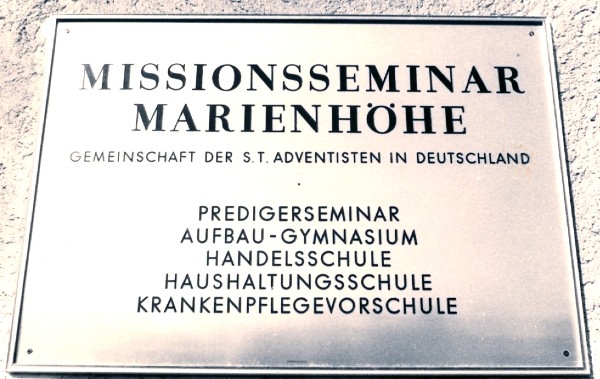 MISSIONSSEMINAR
MARIENHÖHE
GEMEINSCHAFT DER S.T. ADVENTISTEN IN DEUTSCHLAND
PREDIGERSEMINAR
AUFBAU-GYMNASIUM
HANDELSSCHULE
HAUSHALTUNGSSCHULE
KRANKENPFLEGEVORSCHULE